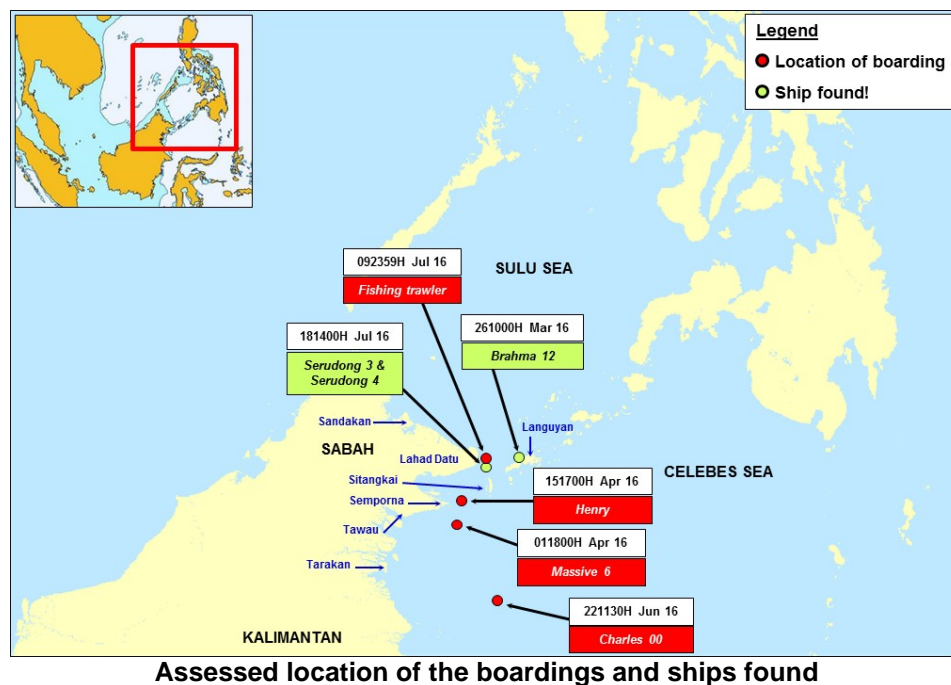 Legend
Location of boarding
Ship found!
092359H Jul 16
Fishing trawler
SULU SEA
181400H Jul 16
Serudong 3 &
Serudong 4
261000H Mar 16
Brahma 12
Sandakan
Languyan
SABAH
Lahad Datu
CELEBES SEA
Sitangkai
Semporna
151700H Apr 16
Henry
Tawau
011800H Apr 16
Massive 6
Tarakan
221130H Jun 16
Charles 00
KALIMANTAN
Assessed location of the boardings and ships found